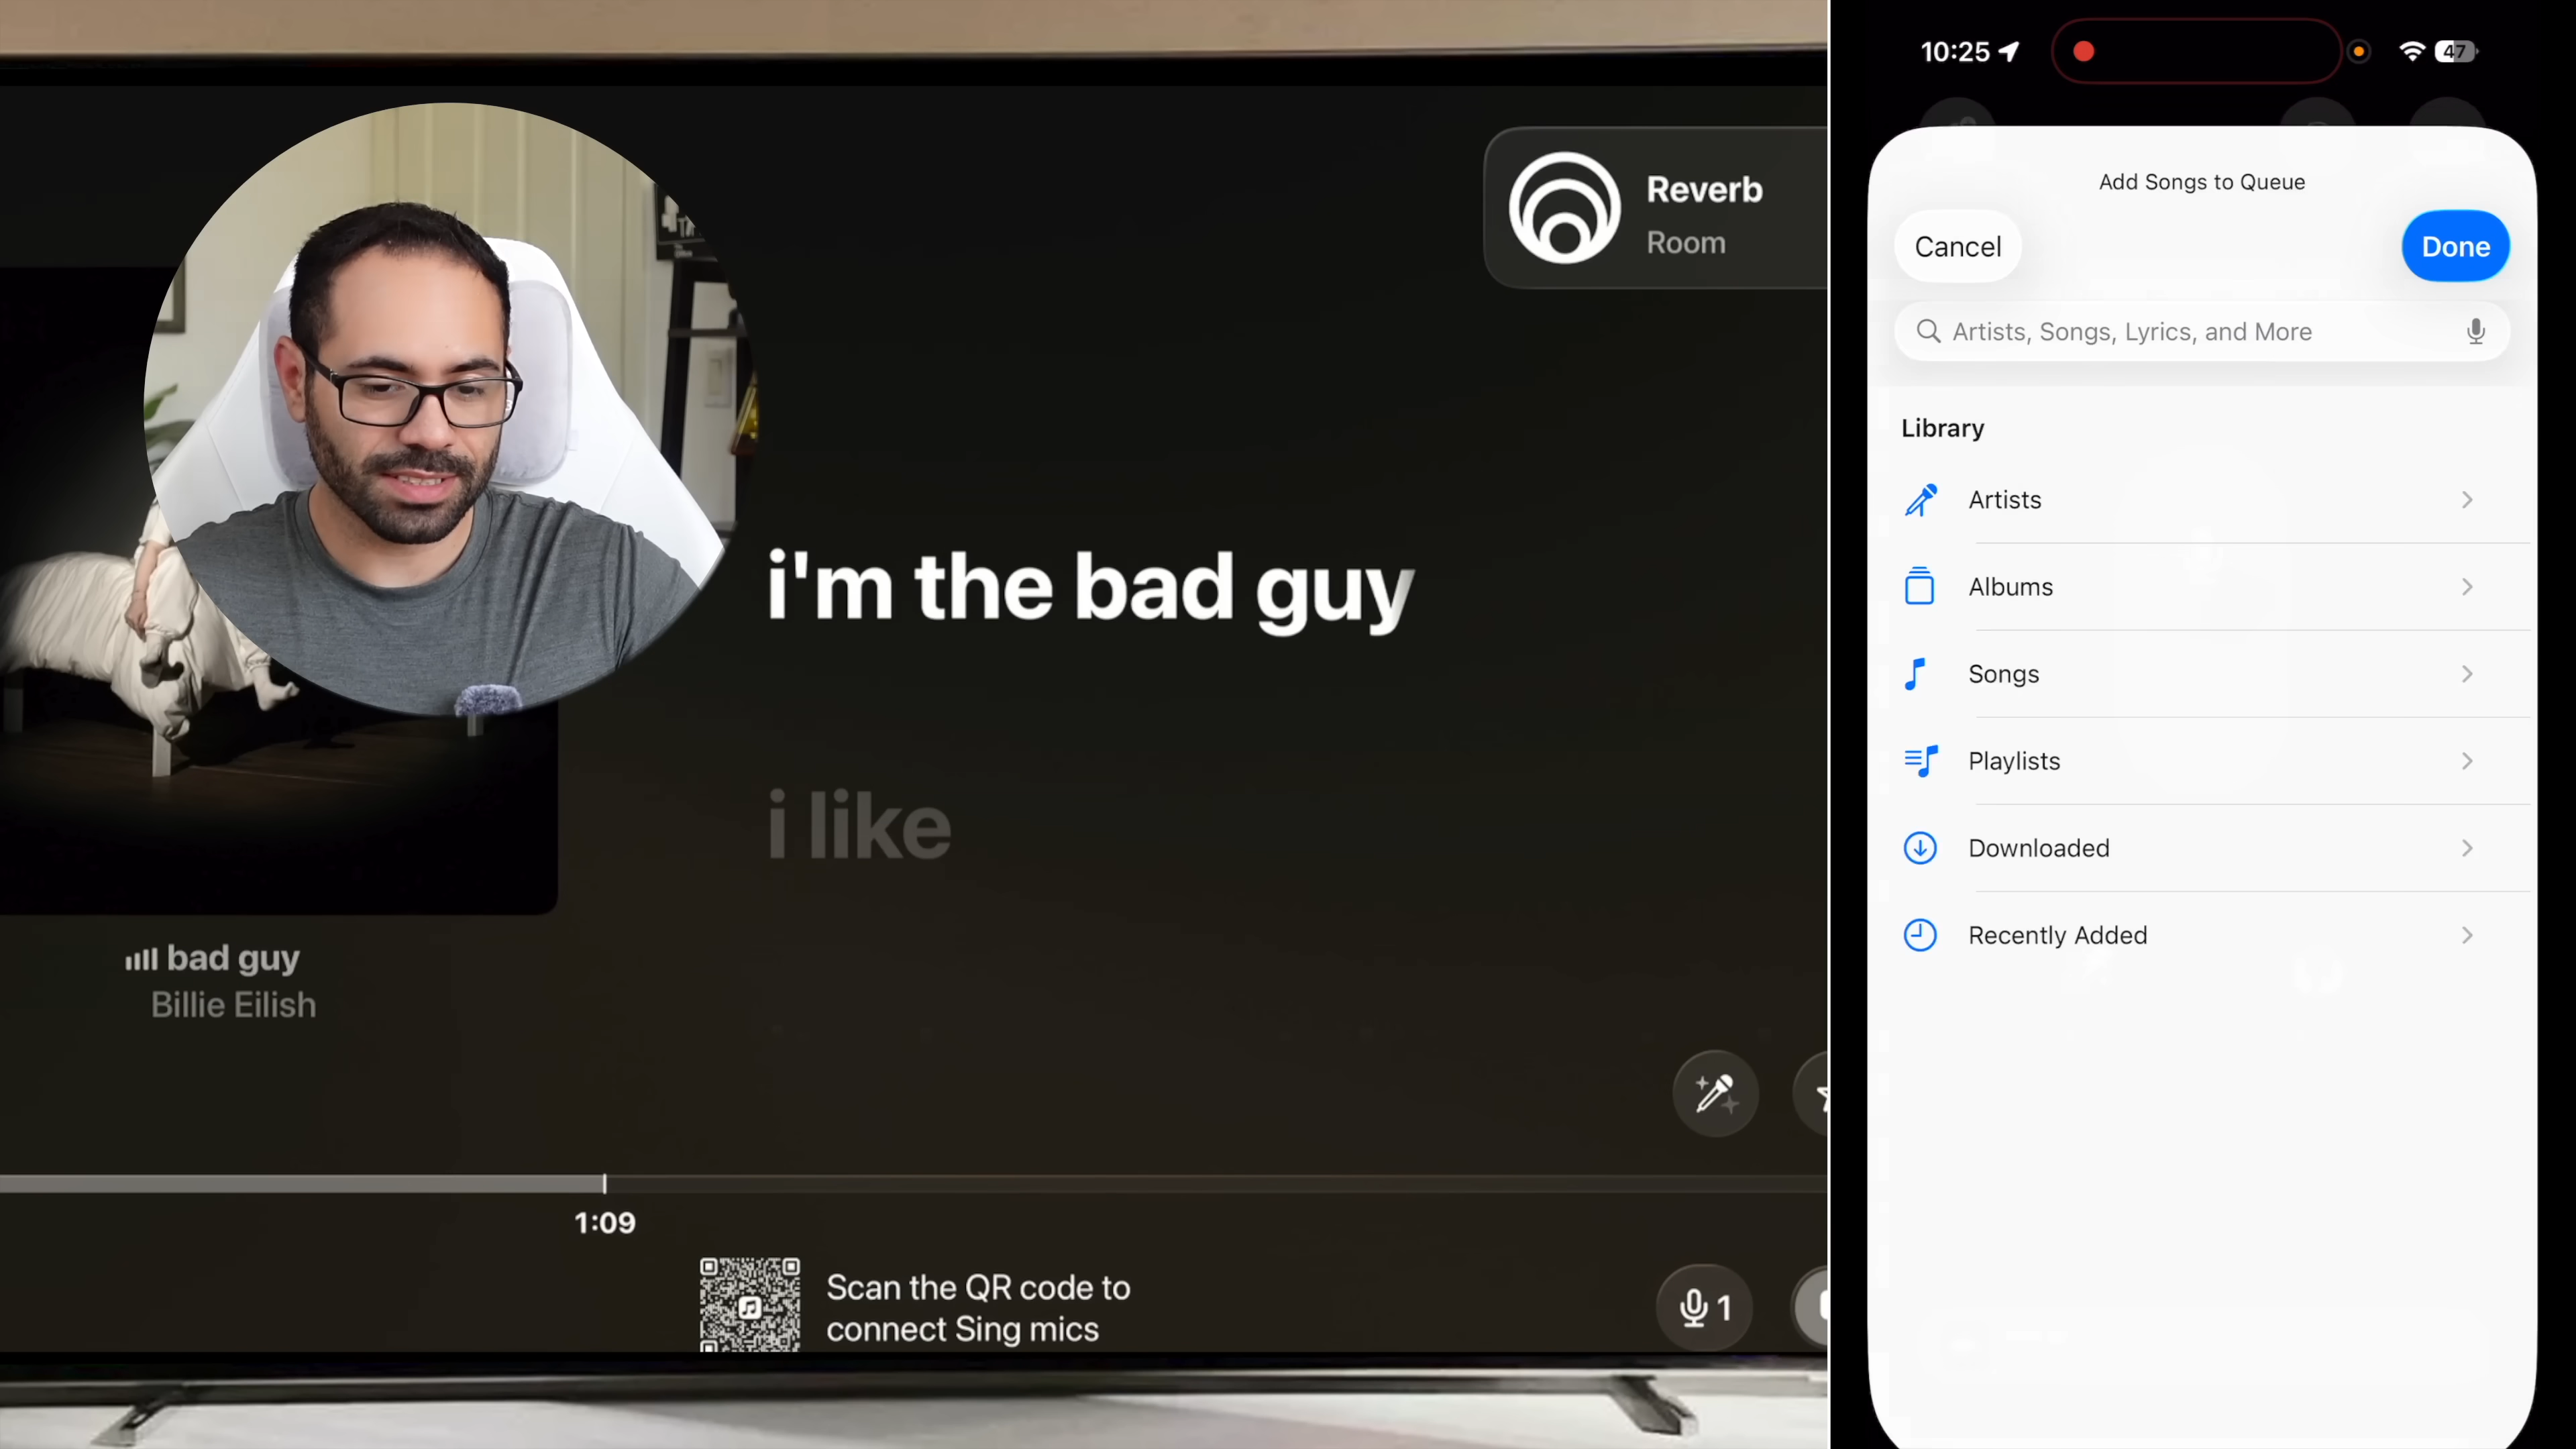 Reverb
Room
i'm the bad guy
i like
bad guy
Billie Eilish
1:09
Scan the QR code to
connect Sing mics
1
10:25
47
Add Songs to Queue
Cancel
Done
Artists, Songs, Lyrics, and More
Library
Artists
Albums
Songs
Playlists
Downloaded
Recently Added